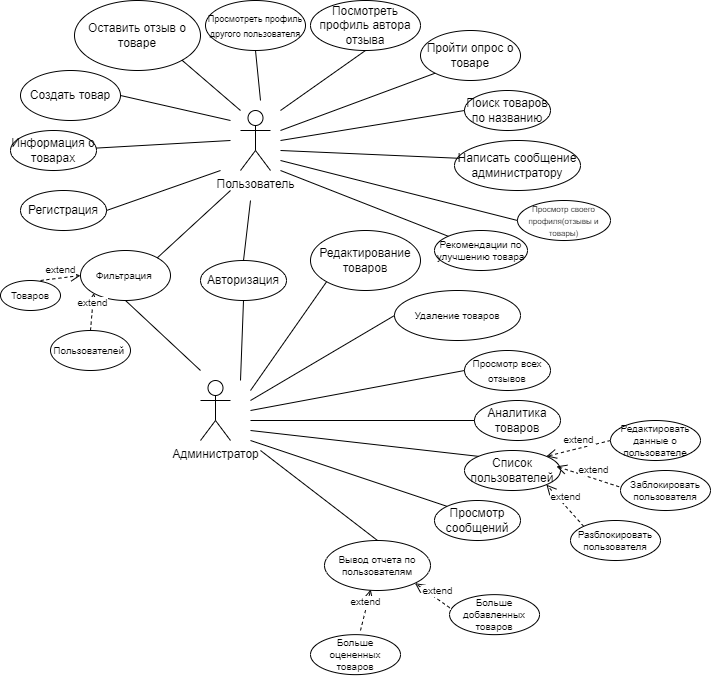 Оставить отзыв о
товаре
Просмотреть профиль
другого пользователя
Посмотреть
профиль автора
отзыва
Пройти опрос о
товаре
Создать товар
Поиск товаров
по названию
Информация о
товарах
Написать сообщение
администратору
Пользователь
Регистрация
Просмотр своего
профиля(отзывы и
товары)
Рекомендации по
улучшению товара
Редактирование
товаров
extend
Фильтрация
Авторизация
Товаров
extend
Удаление товаров
Пользователей
Просмотр всех
отзывов
Аналитика
товаров
Администратор
Редактировать
данные о
пользователе
extend
Список
пользователей
extend
Заблокировать
пользователя
extend
Просмотр
сообщений
Разблокировать
пользователя
Вывод отчета по
пользователям
extend
extend
Больше
добавленных
товаров
Больше
оцененных
товаров